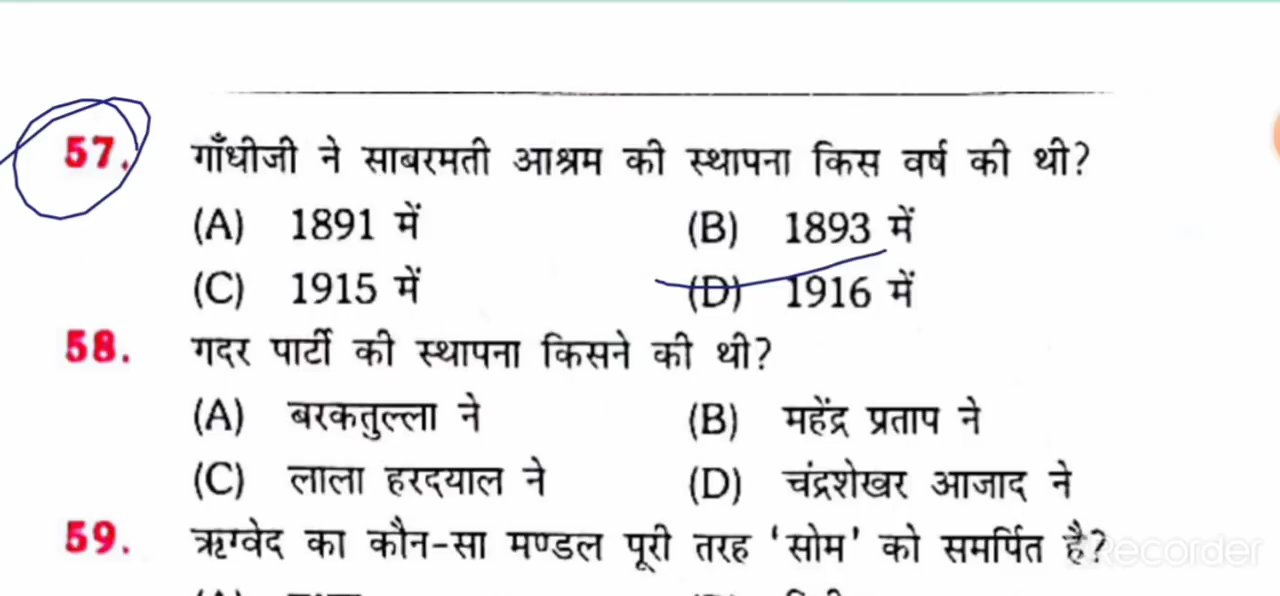 57. गाँधीजी ने साबरमती आश्रम की स्थापना किस वर्ष की थी?
(A) 1891 में (B) 1893 में
(C) 1915 में (D) 1916 में
58. गदर पार्टी की स्थापना किसने की थी?
(A) बरकतुल्ला ने (B) महेंद्र प्रताप ने
(C) लाला हरदयाल ने (D) चंद्रशेखर आजाद ने
59. ऋग्वेद का कौन-सा मण्डल पूरी तरह 'सोम' को समर्पित है?
Recorder